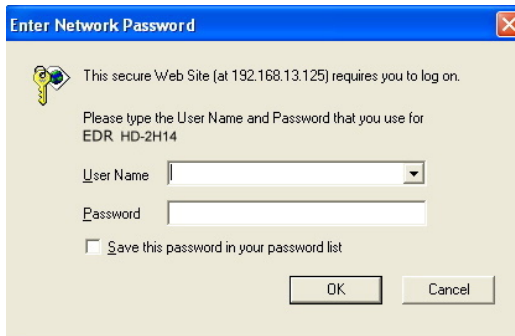 Enter Network Password
This secure Web Site (at 192.168.13.125) requires you to log on.
Please type the User Name and Password that you use for
EDR HD-2H14
User Name
Password
Save this password in your password list
OK Cancel